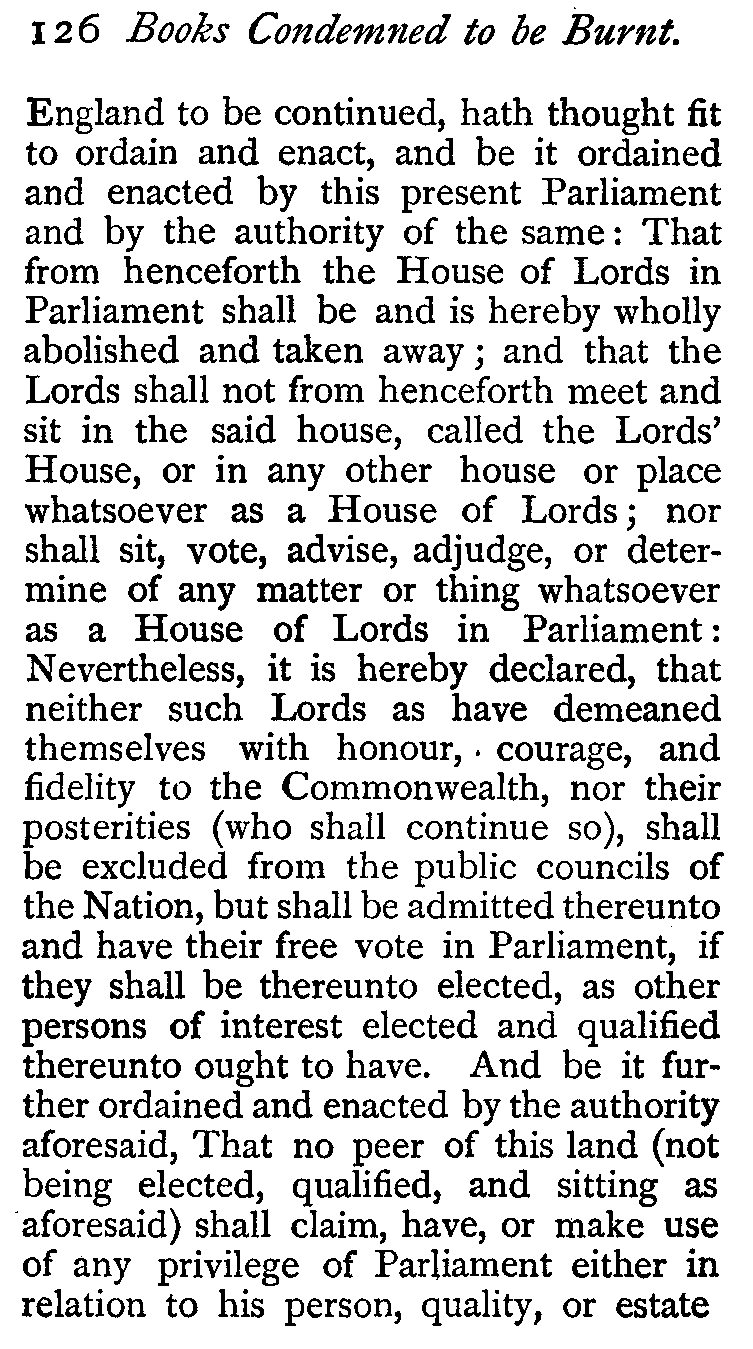 126 Books Condemned to be Burnt.
England to be continued, hath thought fit
to ordain and enact, and be it ordained
and enacted by this present Parliament
and by the authority of the same: That
from henceforth the House of Lords in
Parliament shall be and is hereby wholly
abolished and taken away; and that the
Lords shall not from henceforth meet and
sit in the said house, called the Lords'
House, or in any other house or place
whatsoever as a House of Lords; nor
shall sit, vote, advise, adjudge, or deter-
mine of any matter or thing whatsoever
as a House of Lords in Parliament:
Nevertheless, it is hereby declared, that
neither such Lords as have demeaned
themselves with honour, courage, and
fidelity to the Commonwealth, nor their
posterities (who shall continue so), shall
be excluded from the public councils of
the Nation, but shall be admitted thereunto
and have their free vote in Parliament, if
they shall be thereunto elected, as other
persons of interest elected and qualified
thereunto ought to have. And be it fur-
ther ordained and enacted by the authority
aforesaid, That no peer of this land (not
being elected, qualified, and sitting as
aforesaid) shall claim, have, or make use
of any privilege of Parliament either in
relation to his person, quality, or estate